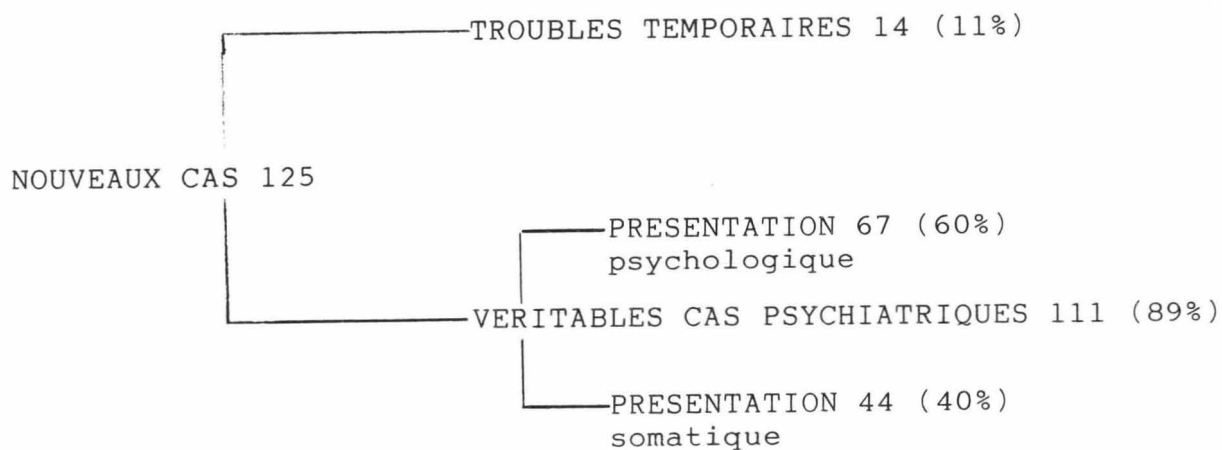 TROUBLES TEMPORAIRES 14 (11%)
NOUVEAUX CAS 125
PRESENTATION 67 (60%)
psychologique
VERITABLES CAS PSYCHIATRIQUES 111 (89%)
PRESENTATION 44 (40%)
somatique